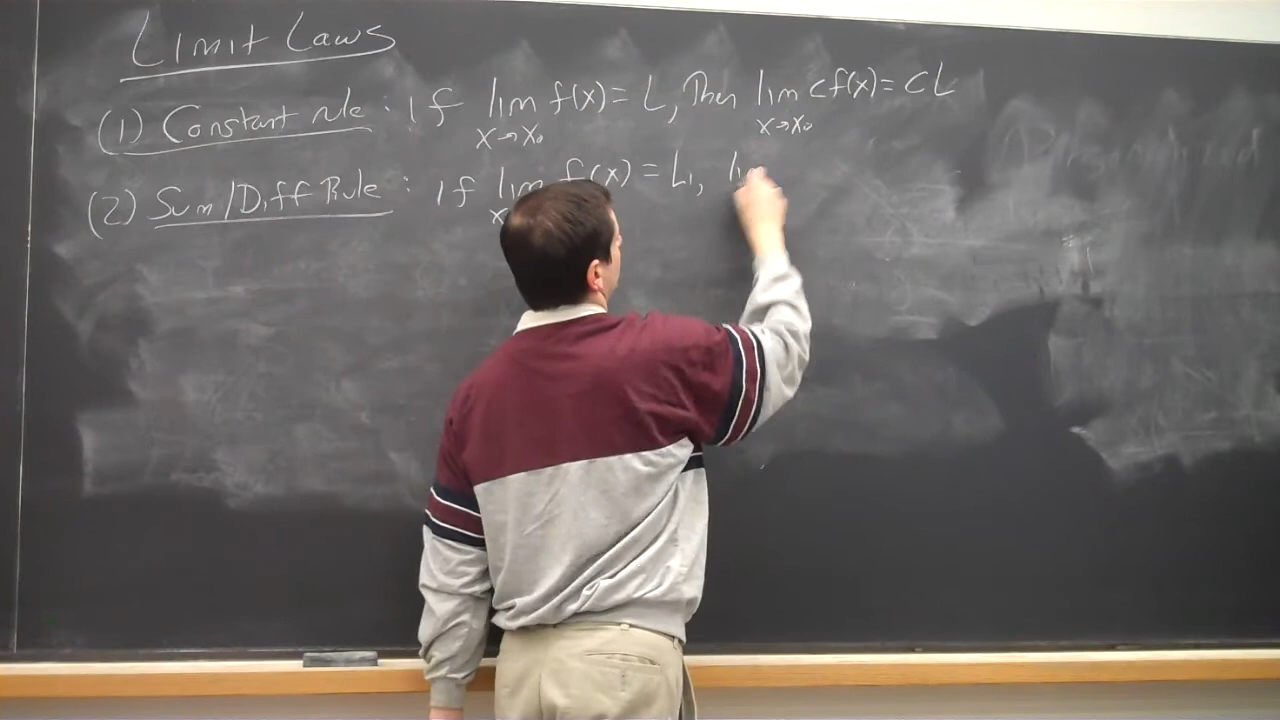 Limit Laws
(1) Constant rule : If lim f(x) = L, Then lim cf(x) = cL
x→x₀ x→x₀
(2) Sum/Diff Rule : If lim f(x) = L₁, lim
x